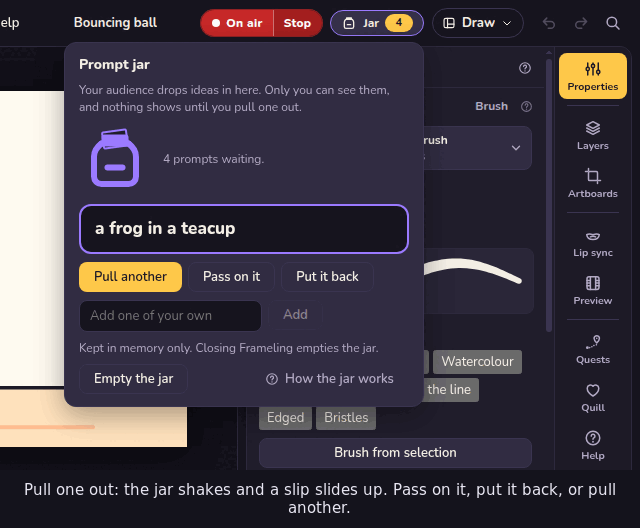 elp
Bouncing ball
On air
Stop
Jar
4
Draw
Prompt jar
Your audience drops ideas in here. Only you can see them,
and nothing shows until you pull one out.
4 prompts waiting.
a frog in a teacup
Pull another
Pass on it
Put it back
Add one of your own
Add
Kept in memory only. Closing Frameling empties the jar.
Empty the jar
How the jar works
Brush
rush
Watercolour
the line
Edged
Bristles
Brush from selection
Properties
Layers
Artboards
Lip sync
Preview
Quests
Quill
Help
Pull one out: the jar shakes and a slip slides up. Pass on it, put it back, or pull
another.